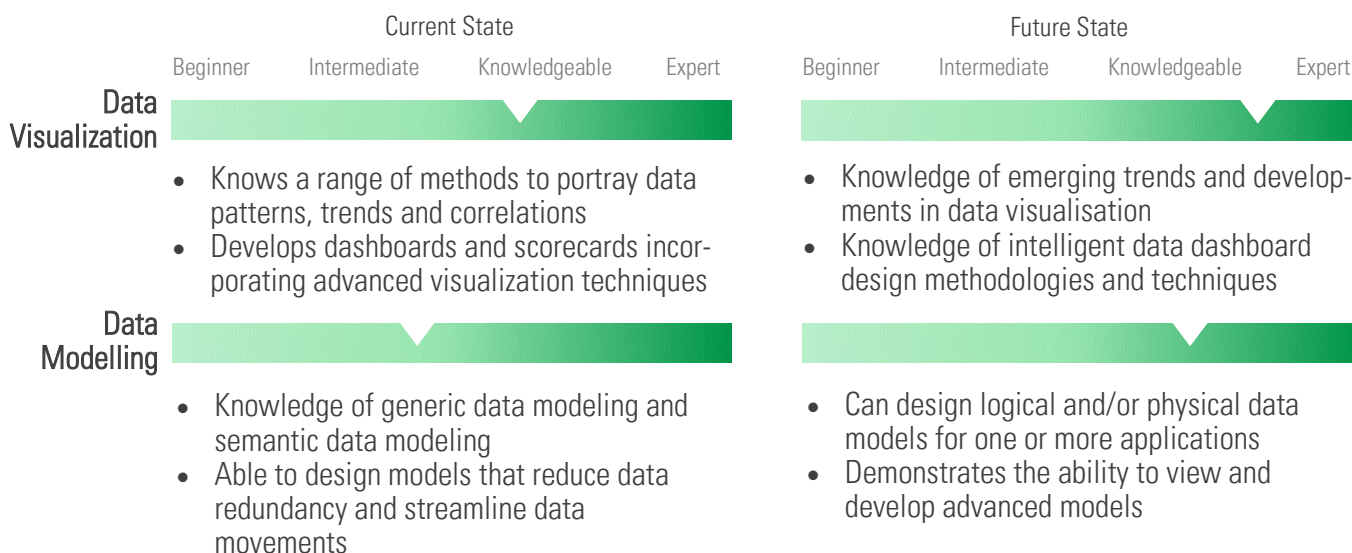 Current State
Future State
Beginner Intermediate Knowledgeable Expert
Beginner Intermediate Knowledgeable Expert
Data
Visualization
• Knows a range of methods to portray data
patterns, trends and correlations
• Develops dashboards and scorecards incor-
porating advanced visualization techniques
• Knowledge of emerging trends and develop-
ments in data visualisation
• Knowledge of intelligent data dashboard
design methodologies and techniques
Data
Modelling
• Knowledge of generic data modeling and
semantic data modeling
• Able to design models that reduce data
redundancy and streamline data
movements
• Can design logical and/or physical data
models for one or more applications
• Demonstrates the ability to view and
develop advanced models